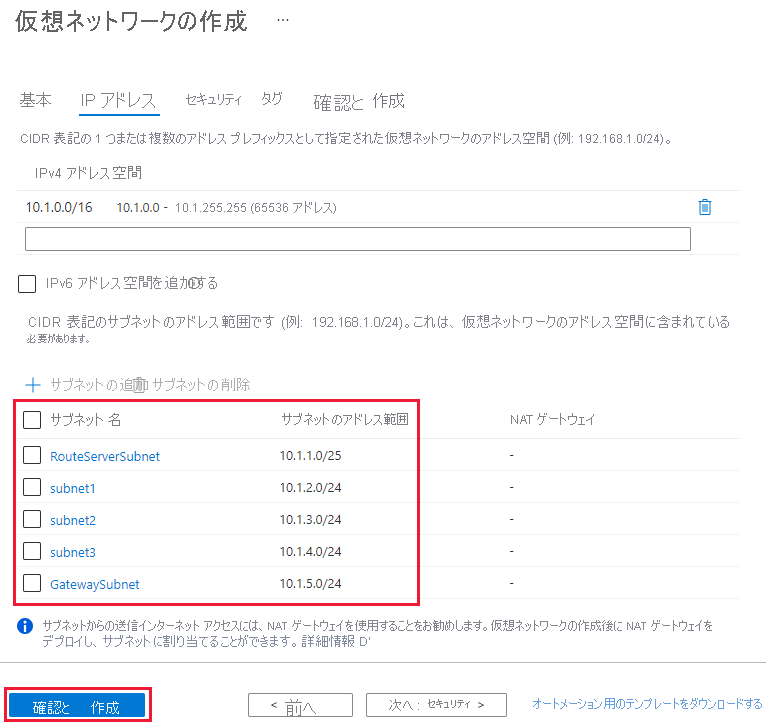 仮想ネットワークの作成 …
基本 IP アドレス セキュリティ タグ 確認と 作成
CIDR 表記の 1 つまたは複数のアドレス プレフィックスとして指定された仮想ネットワークのアドレス空間 (例: 192.168.1.0/24)。
IPv4 アドレス空間
10.1.0.0/16 10.1.0.0 - 10.1.255.255 (65536 アドレス)
IPv6 アドレス空間を追加する
CIDR 表記のサブネットのアドレス範囲です (例: 192.168.1.0/24)。これは、仮想ネットワークのアドレス空間に含まれている
必要があります。
サブネットの追加 サブネットの削除
サブネット名 サブネットのアドレス範囲 NAT ゲートウェイ
RouteServerSubnet 10.1.1.0/25 -
subnet1 10.1.2.0/24 -
subnet2 10.1.3.0/24 -
subnet3 10.1.4.0/24 -
GatewaySubnet 10.1.5.0/24 -
サブネットからの送信インターネット アクセスには、NAT ゲートウェイを使用することをお勧めします。仮想ネットワークの作成後に NAT ゲートウェイを
デプロイし、サブネットに割り当てることができます。詳細情報 D'
確認と 作成 < 前へ 次へ: セキュリティ > オートメーション用のテンプレートをダウンロードする